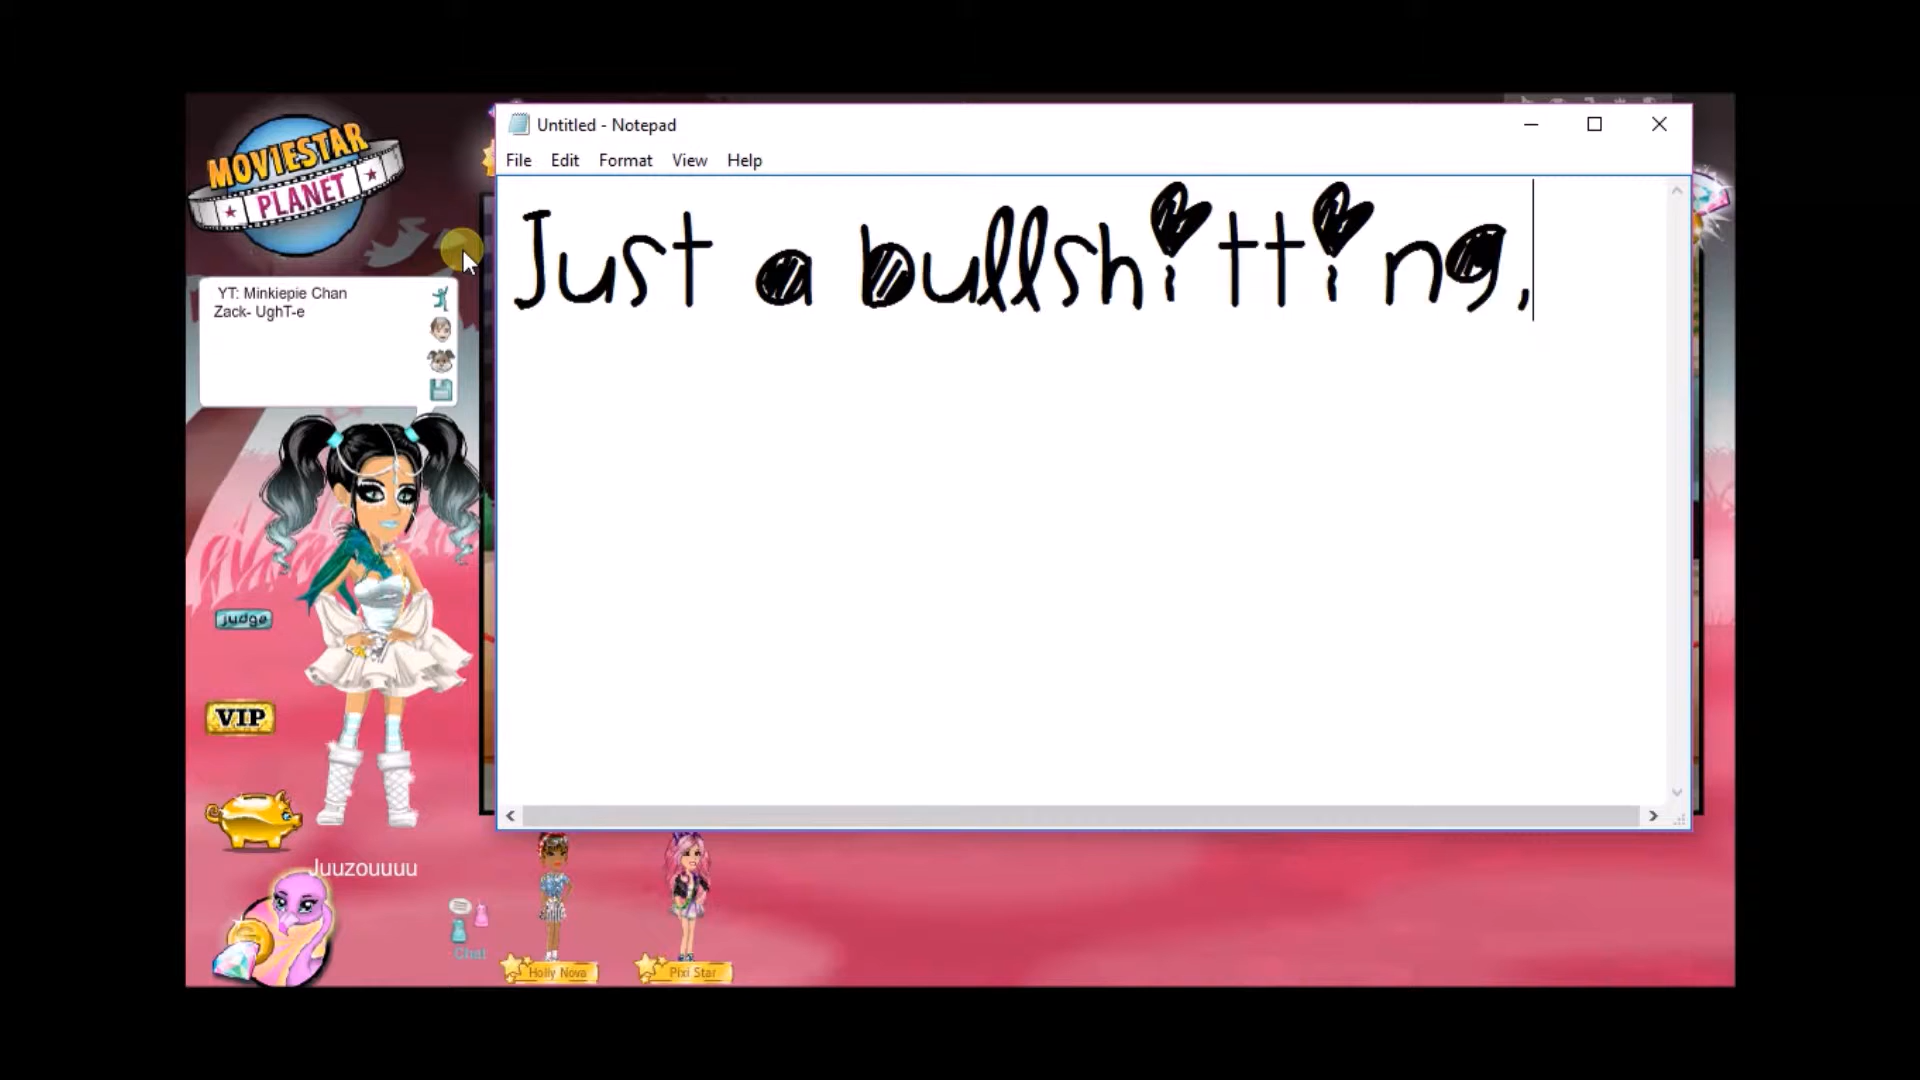 MOVIESTAR
PLANET
Untitled - Notepad
File Edit Format View Help
Just a bullshitting,
YT: Minkiepie Chan
Zack- UghT-e
judge
VIP
Juuzouuuu
Chat
Holly Nova
Pixi Star